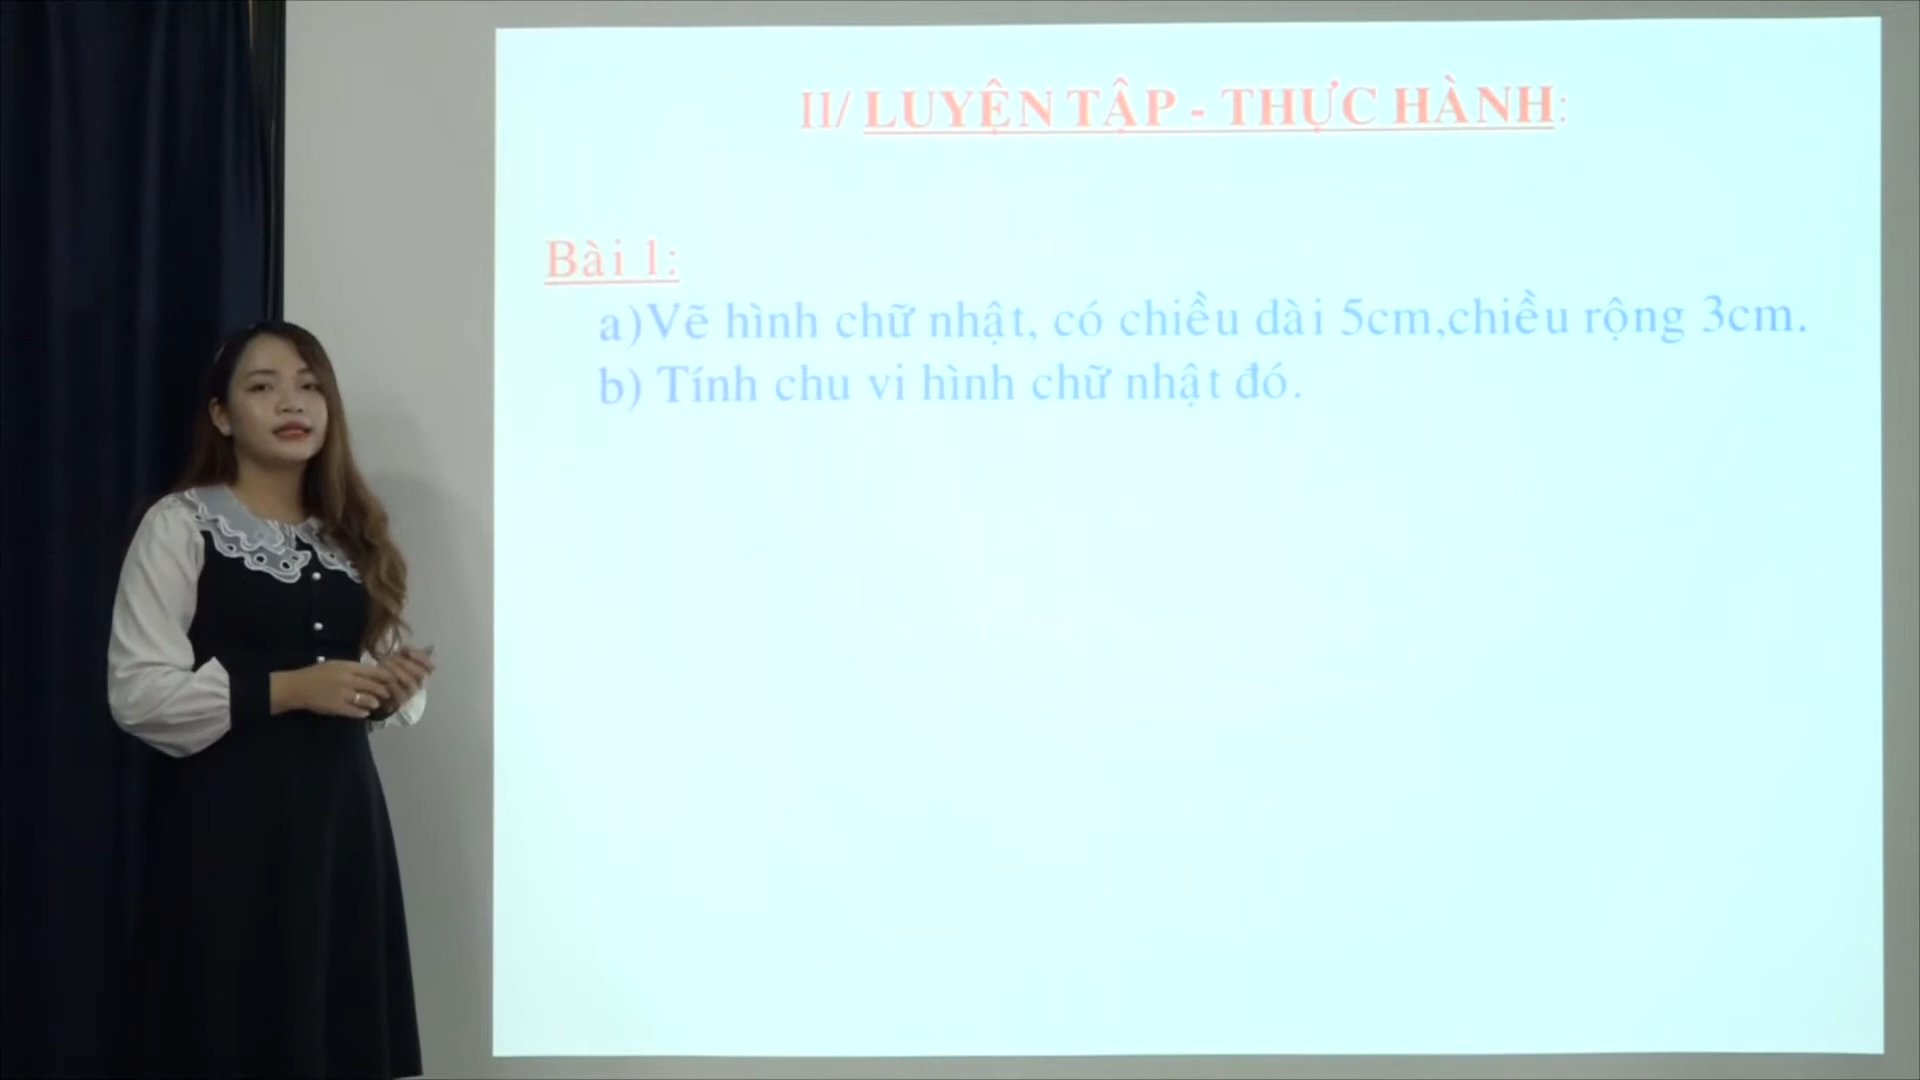 II/ LUYỆN TẬP - THỰC HÀNH:
Bài 1:
a)Vẽ hình chữ nhật, có chiều dài 5cm,chiều rộng 3cm.
b) Tính chu vi hình chữ nhật đó.